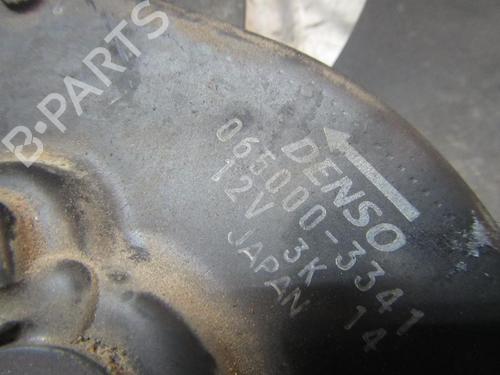 B-PARTS
DENSO
065000-3341
12V 3K 14
JAPAN